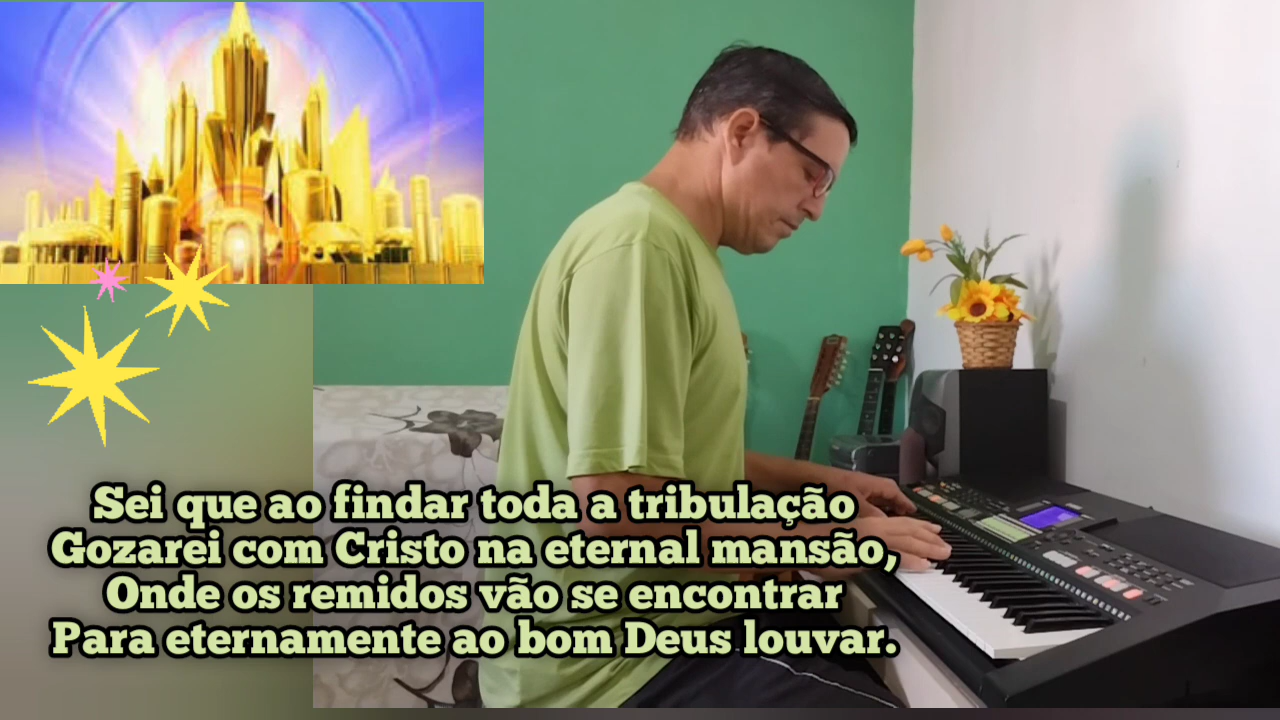 Sei que ao findar toda a tribulação
Gozarei com Cristo na eternal mansão,
Onde os remidos vão se encontrar
Para eternamente ao bom Deus louvar.